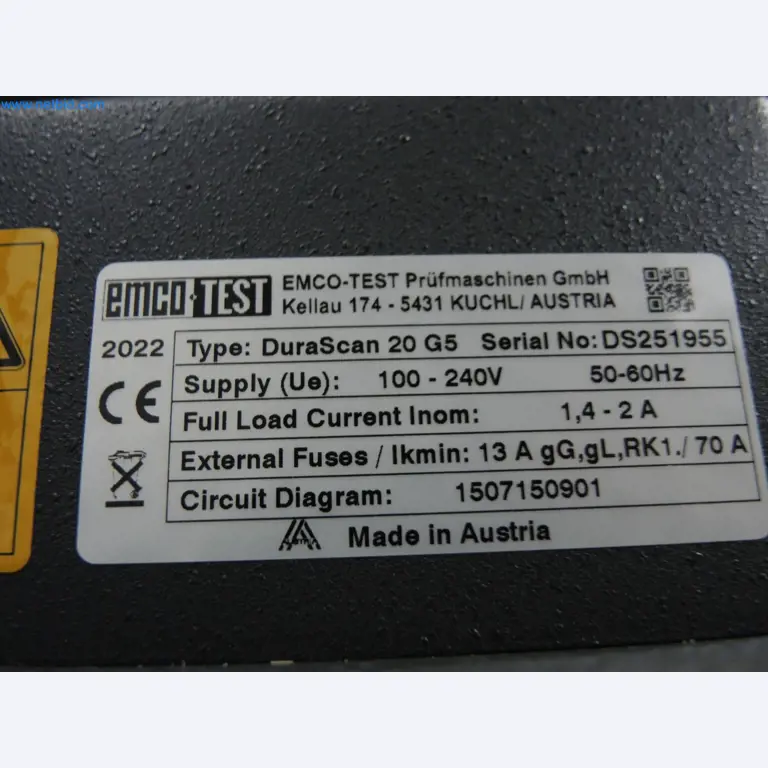 emco-TEST
EMCO-TEST Prüfmaschinen GmbH
Kellau 174 - 5431 KUCHL/ AUSTRIA
2022
Type: DuraScan 20 G5 Serial No: DS251955
Supply (Ue): 100 - 240V 50-60Hz
Full Load Current Inom: 1,4 - 2 A
External Fuses / Ikmin: 13 A gG,gL,RK1./ 70 A
Circuit Diagram: 1507150901
Made in Austria